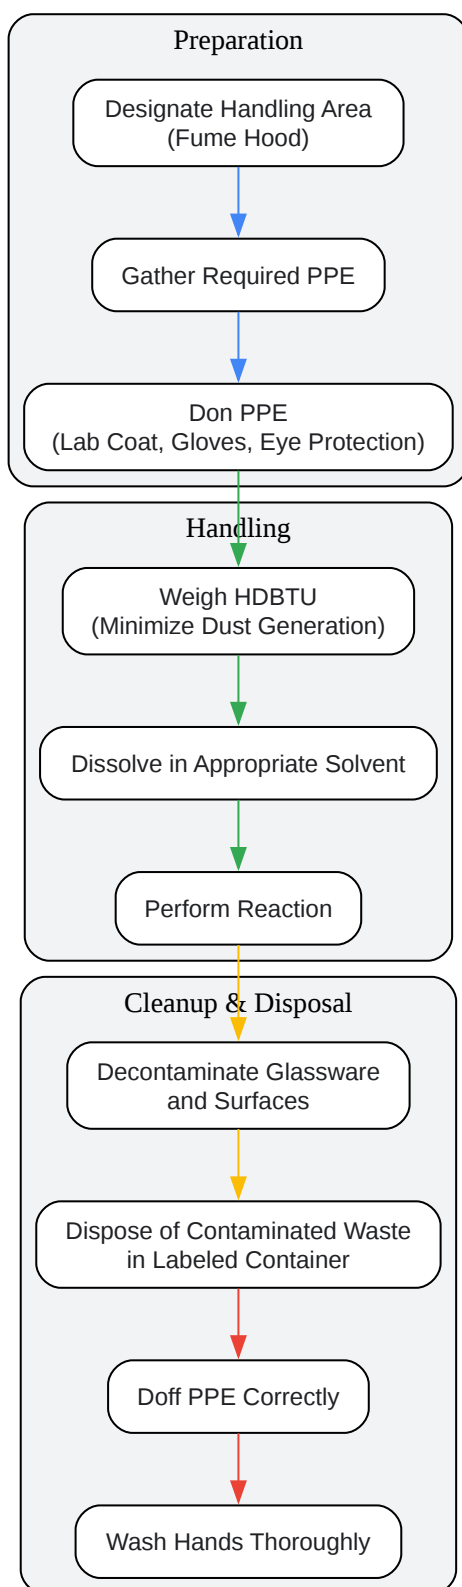 Preparation
Designate Handling Area
(Fume Hood)
Gather Required PPE
Don PPE
(Lab Coat, Gloves, Eye Protection)
Handling
Weigh HDBTU
(Minimize Dust Generation)
Dissolve in Appropriate Solvent
Perform Reaction
Cleanup & Disposal
Decontaminate Glassware
and Surfaces
Dispose of Contaminated Waste
in Labeled Container
Doff PPE Correctly
Wash Hands Thoroughly